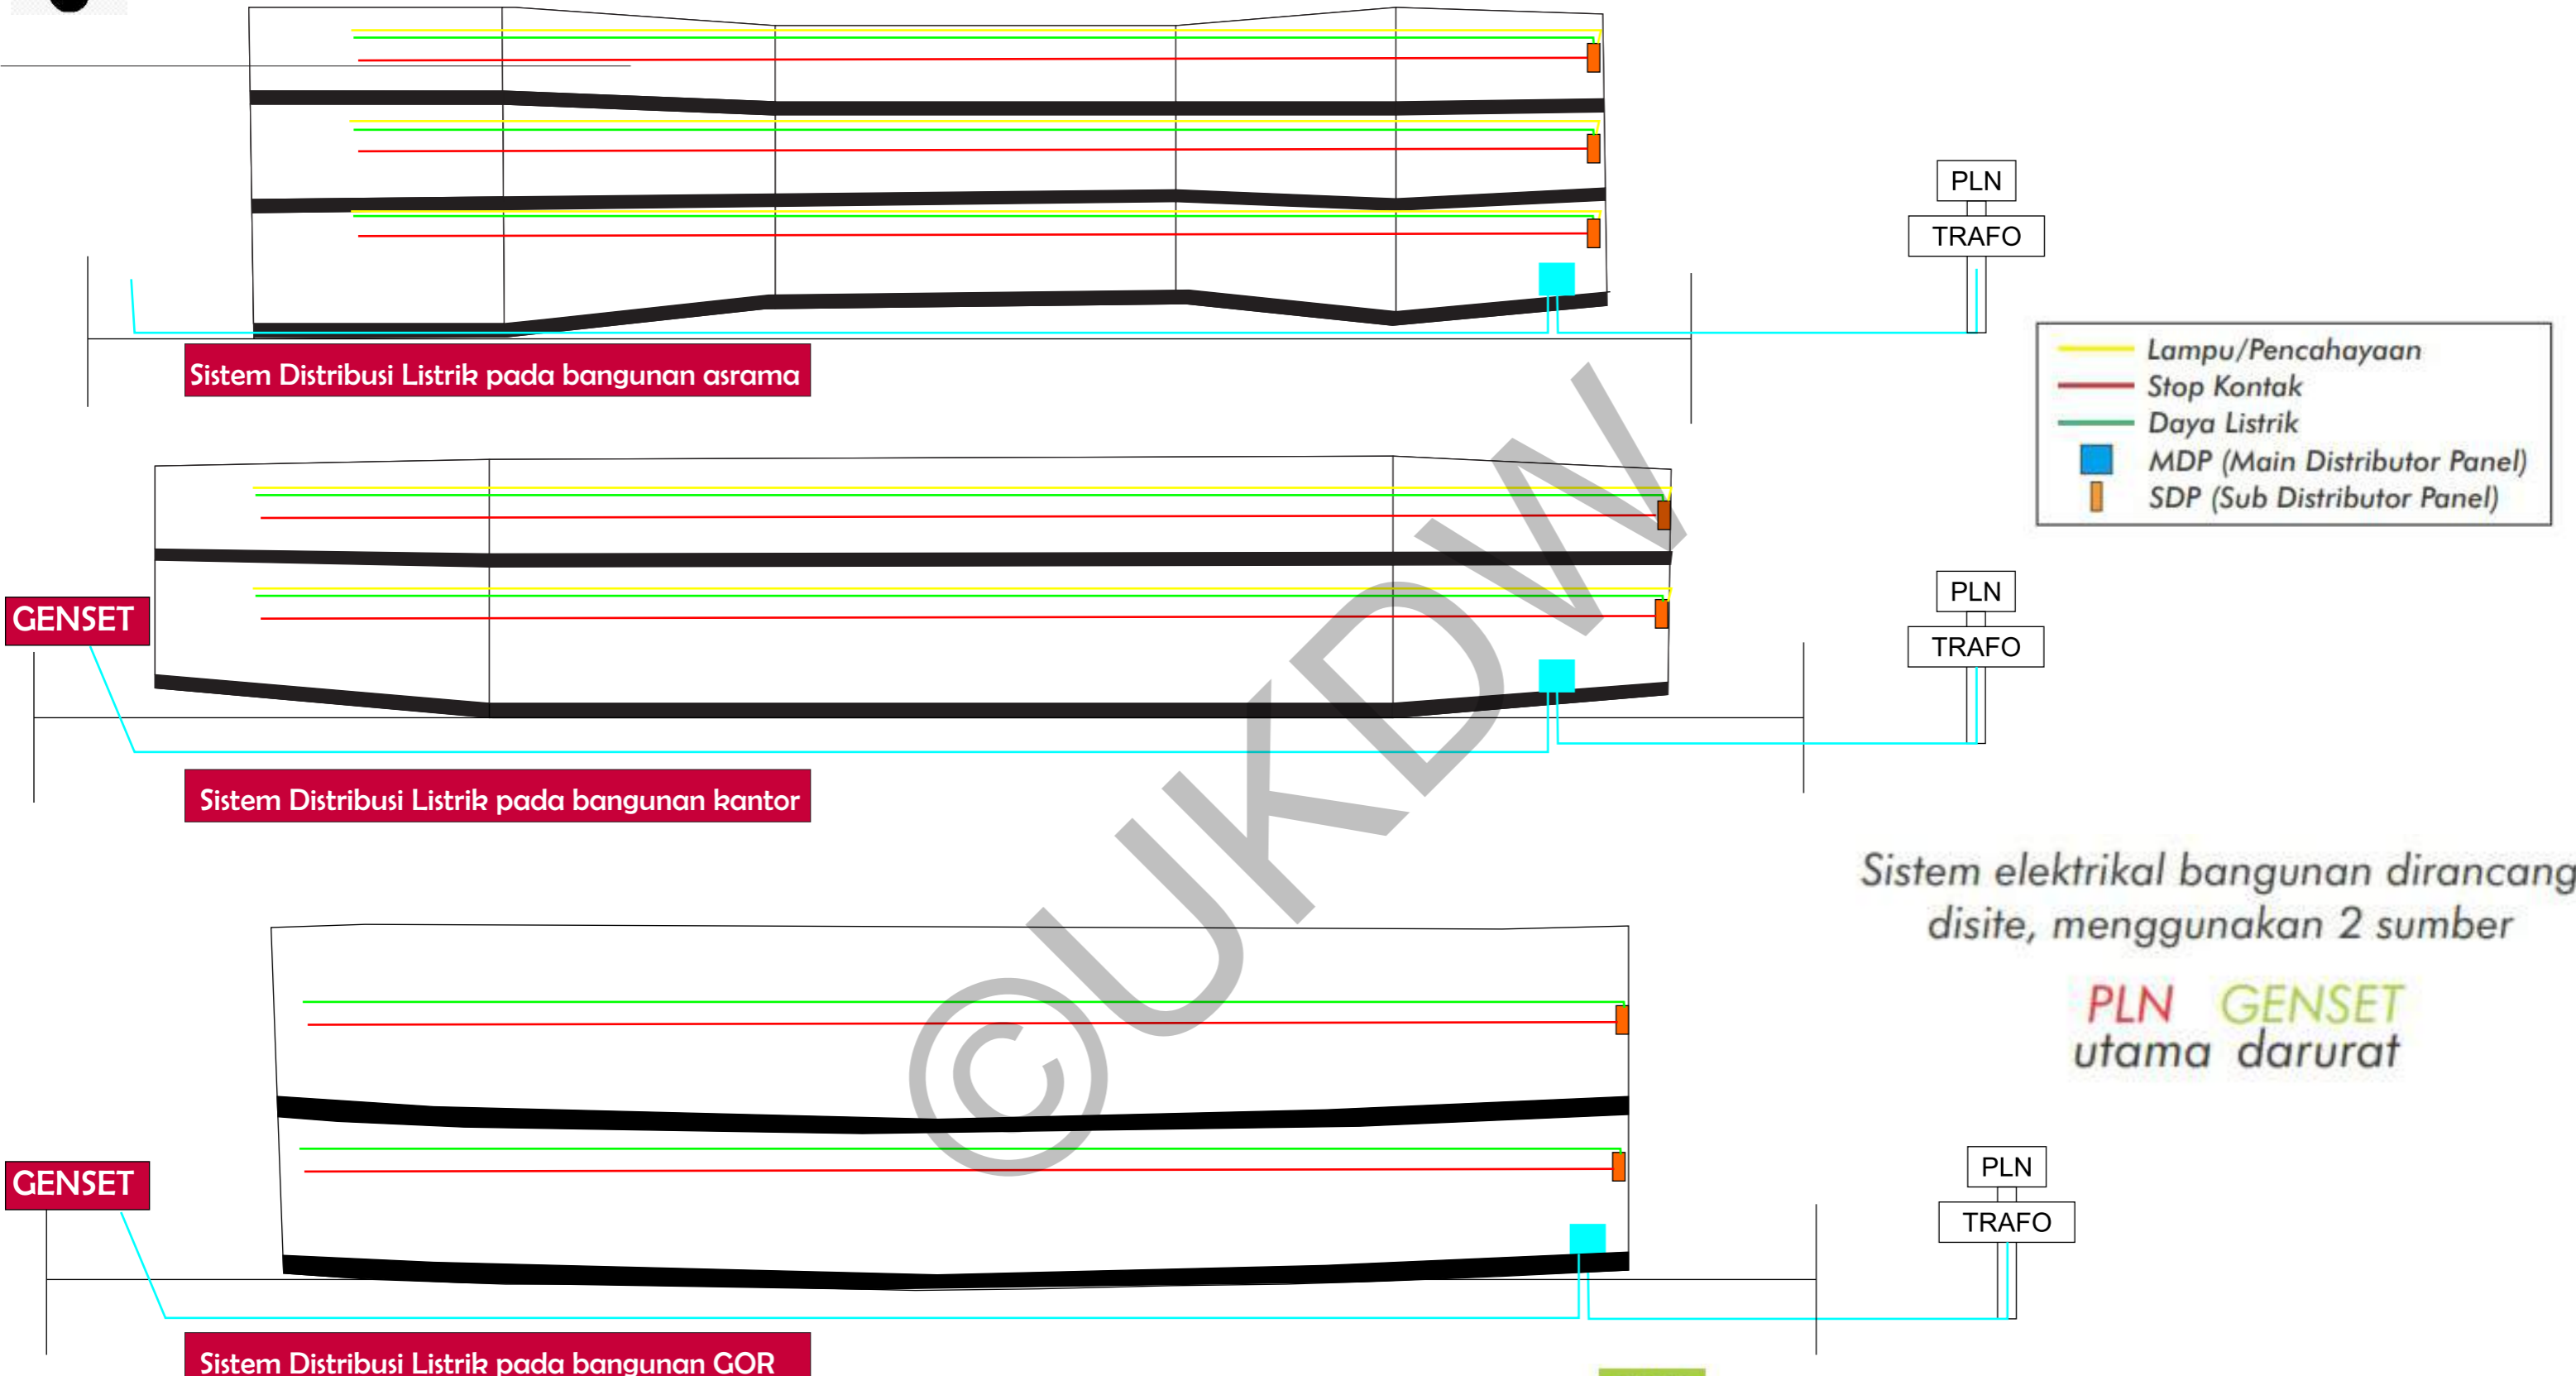 PLN
TRAFO
Sistem Distribusi Listrik pada bangunan asrama
Lampu/Pencahayaan
Stop Kontak
Daya Listrik
MDP (Main Distributor Panel)
SDP (Sub Distributor Panel)
GENSET
PLN
TRAFO
Sistem Distribusi Listrik pada bangunan kantor
Sistem elektrikal bangunan dirancang
disite, menggunakan 2 sumber
PLN GENSET
utama darurat
GENSET
PLN
TRAFO
Sistem Distribusi Listrik pada bangunan GOR
©UKDW